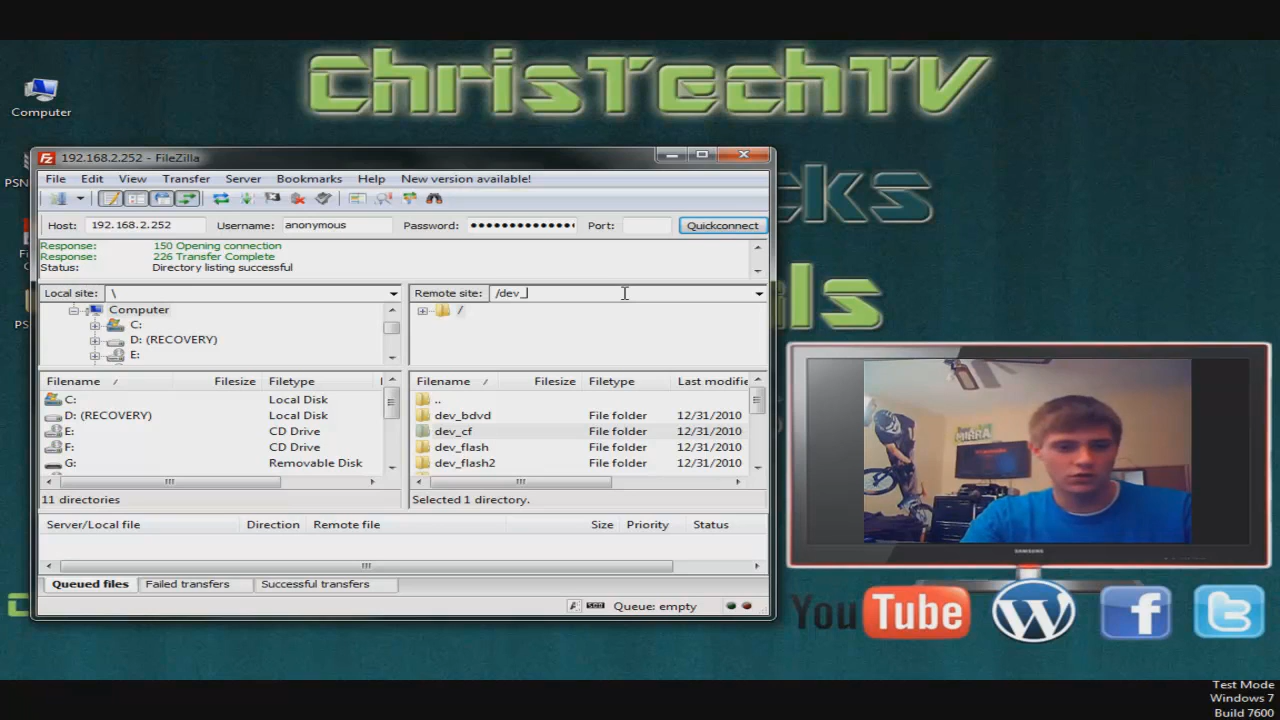 ChrisTechTV
Computer
cks
PSN
192.168.2.252 - FileZilla
File Edit View Transfer Server Bookmarks Help New version available!
Host: 192.168.2.252 Username: anonymous Password: •••••••••••••• Port: Quickconnect
Response: 150 Opening connection
Response: 226 Transfer Complete
Status: Directory listing successful
Local site: \ Remote site: /dev_
Computer /
C:
D: (RECOVERY)
E:
Filename / Filesize Filetype Filename / Filesize Filetype Last modifie
C: Local Disk ..
D: (RECOVERY) Local Disk dev_bdvd File folder 12/31/2010
E: CD Drive dev_cf File folder 12/31/2010
F: CD Drive dev_flash File folder 12/31/2010
G: Removable Disk dev_flash2 File folder 12/31/2010
11 directories Selected 1 directory.
Server/Local file Direction Remote file Size Priority Status
Queued files Failed transfers Successful transfers
Queue: empty
als
MIRRA
SAMSUNG
YouTube
Test Mode
Windows 7
Build 7600